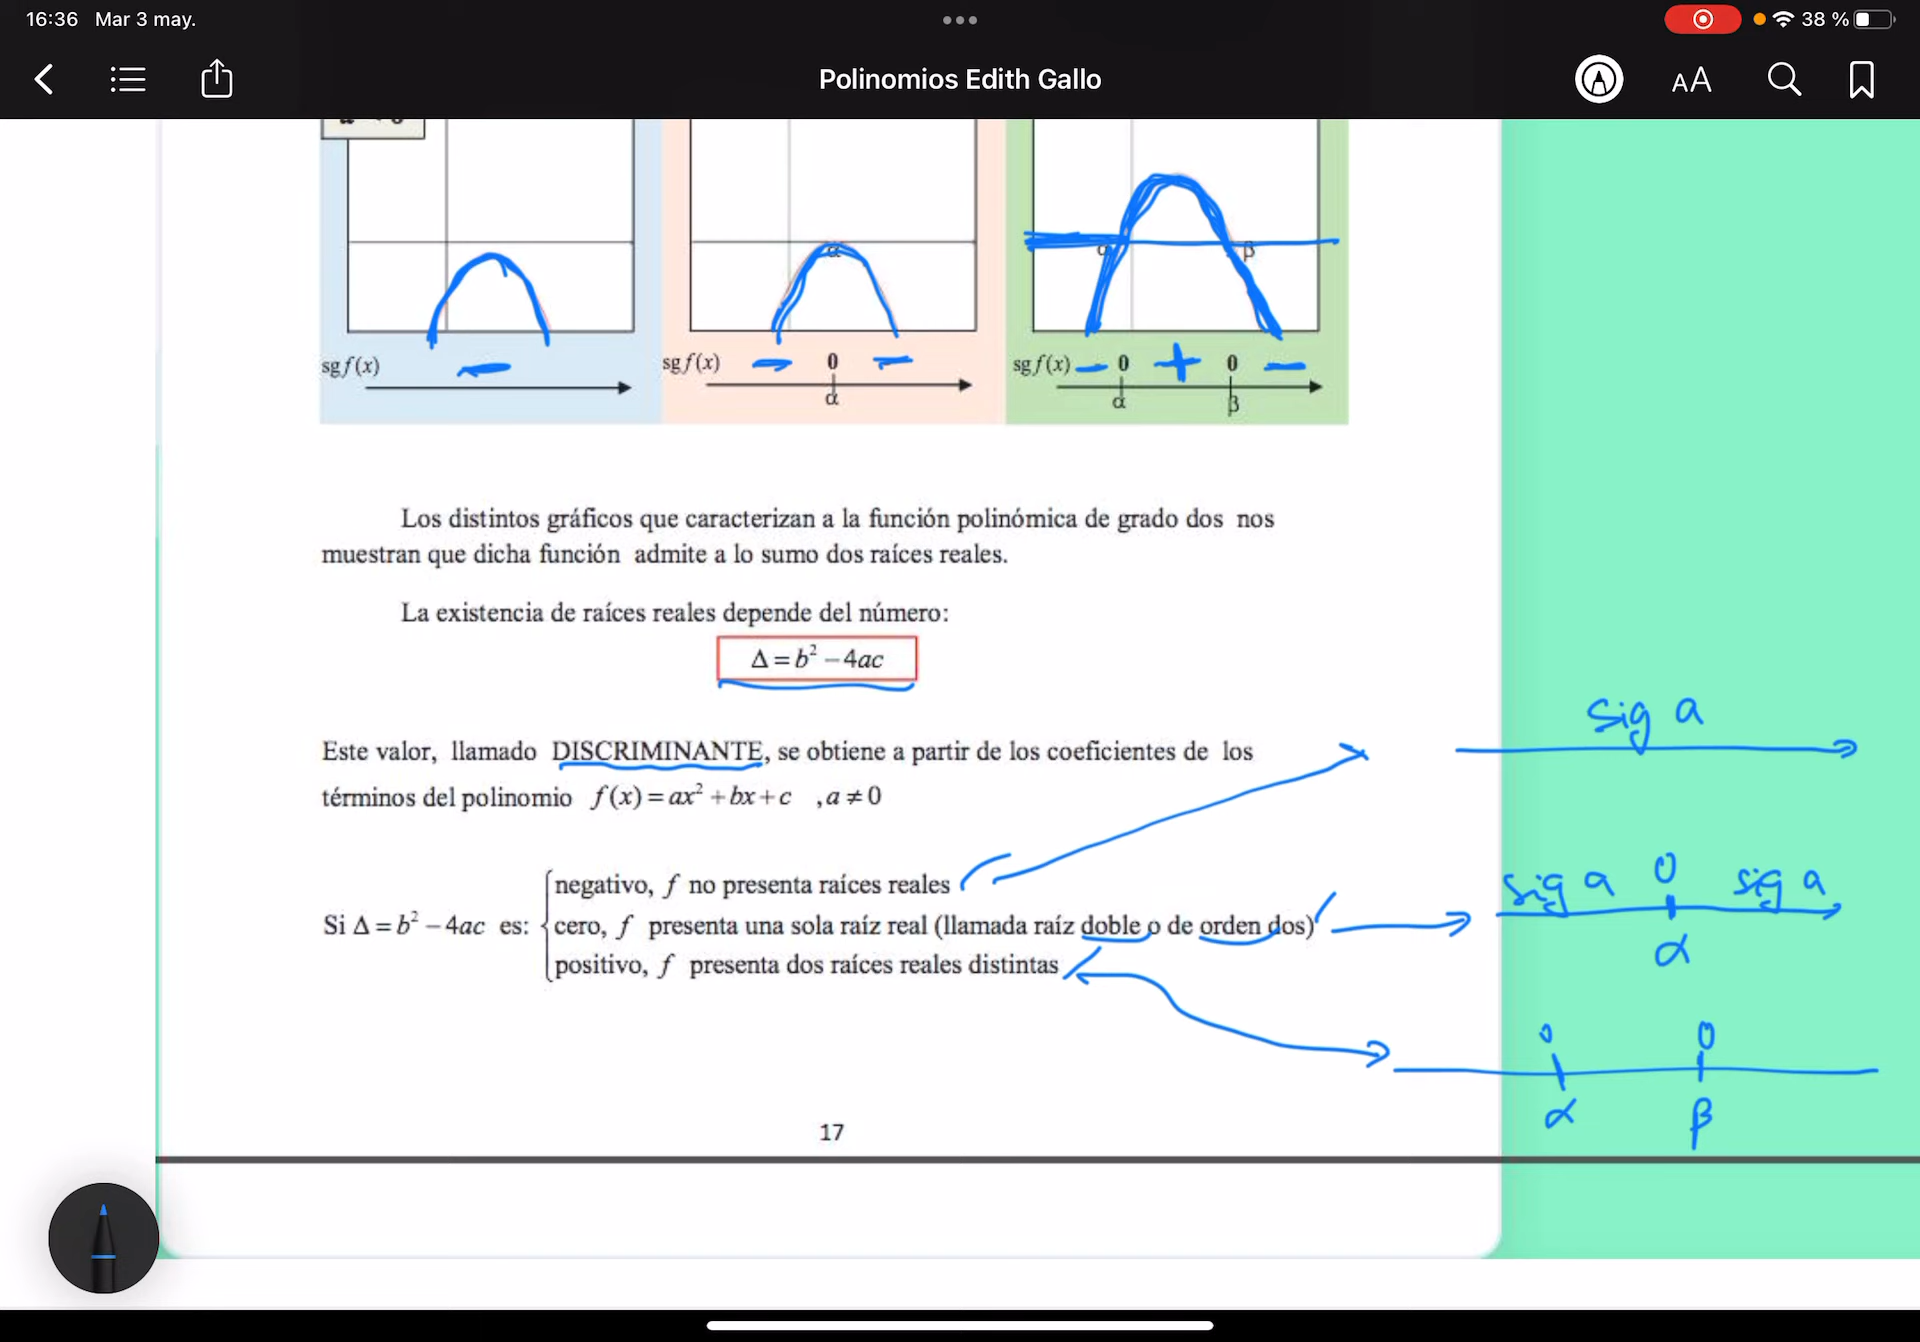 16:36 Mar 3 may.
38 %
Polinomios Edith Gallo
AA
α
α β
sg f(x) −
sg f(x) − 0 −
α
sg f(x) − 0 + 0 −
α β
Los distintos gráficos que caracterizan a la función polinómica de grado dos nos
muestran que dicha función admite a lo sumo dos raíces reales.
La existencia de raíces reales depende del número:
Δ = b² − 4ac
Este valor, llamado DISCRIMINANTE, se obtiene a partir de los coeficientes de los
términos del polinomio f(x) = ax² + bx + c , a ≠ 0
sig a
Si Δ = b² − 4ac es:
negativo, f no presenta raíces reales
cero, f presenta una sola raíz real (llamada raíz doble o de orden dos)
positivo, f presenta dos raíces reales distintas
sig a 0 sig a
α
0 0
α β
17